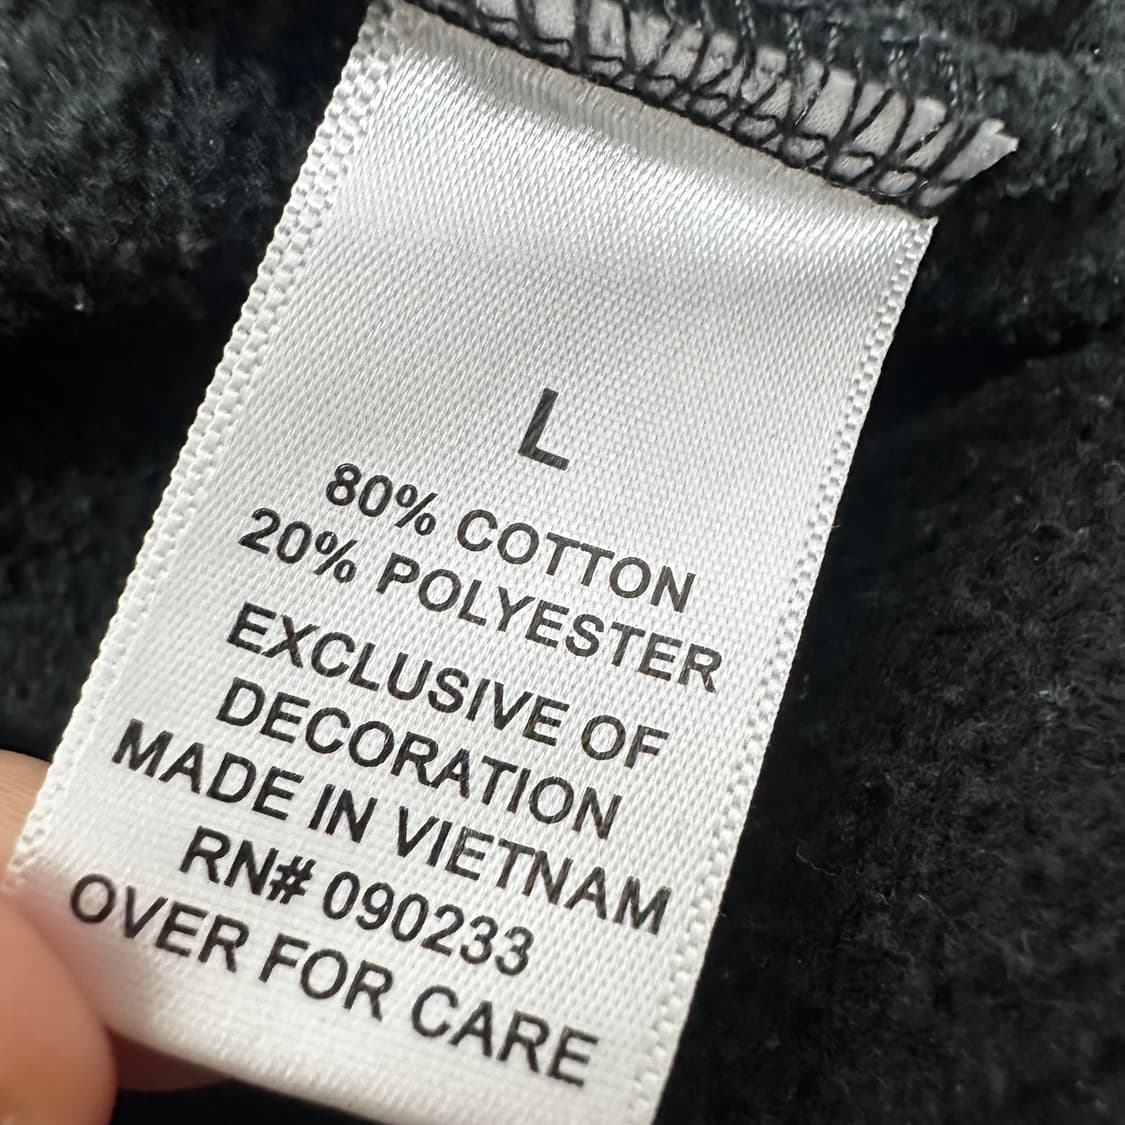 L
80% COTTON
20% POLYESTER
EXCLUSIVE OF
DECORATION
MADE IN VIETNAM
RN# 090233
OVER FOR CARE